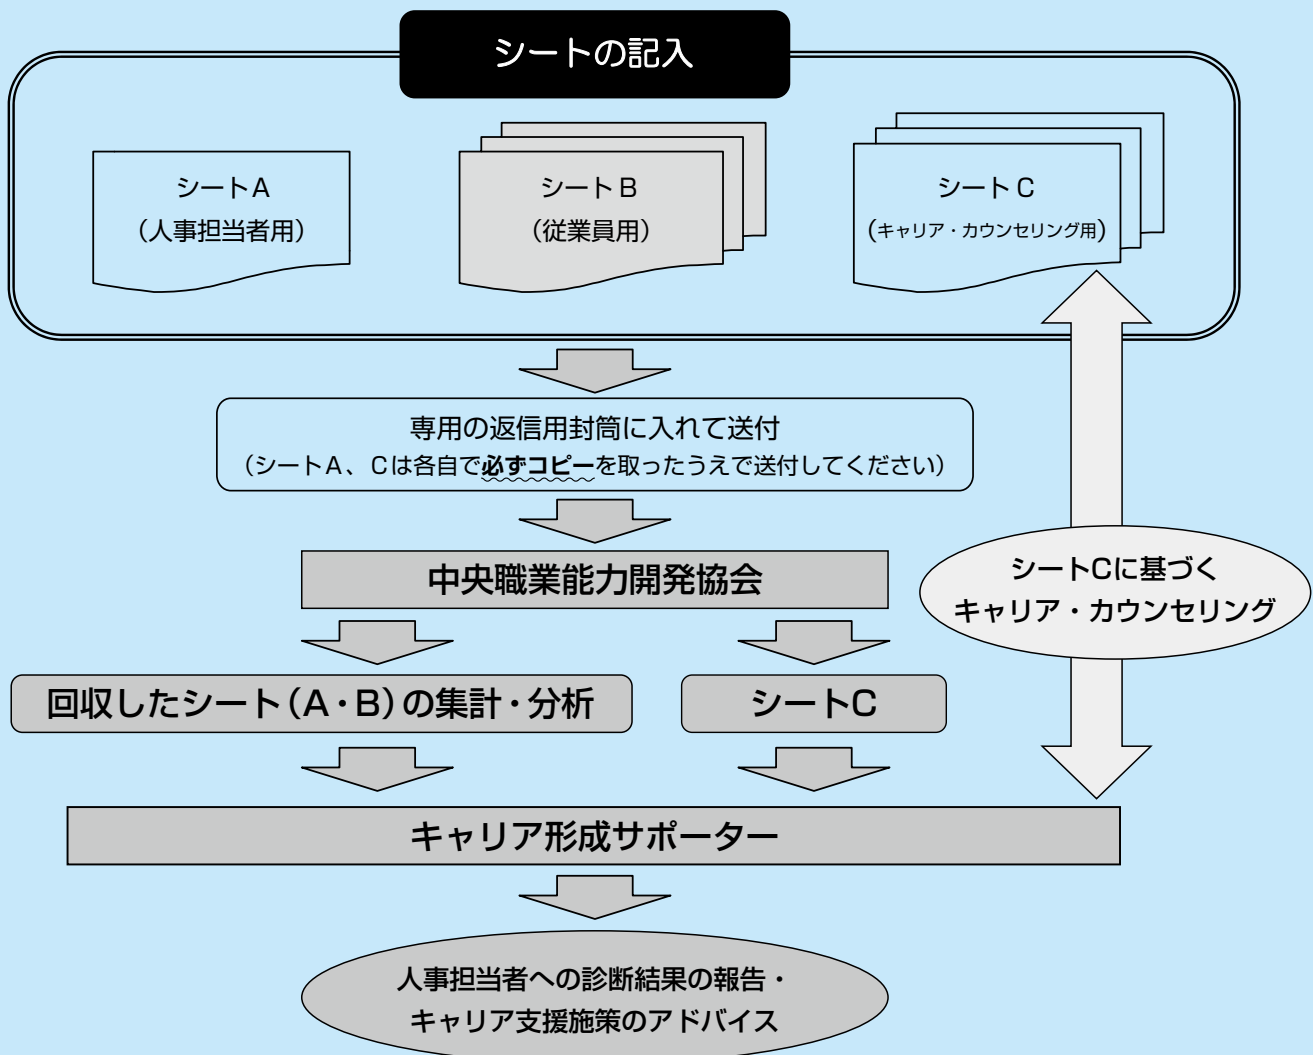 シートの記入
シートA
（人事担当者用）
シートB
（従業員用）
シートC
（キャリア・カウンセリング用）
専用の返信用封筒に入れて送付
（シートA、Cは各自で必ずコピーを取ったうえで送付してください）
中央職業能力開発協会
シートCに基づく
キャリア・カウンセリング
回収したシート（A・B）の集計・分析
シートC
キャリア形成サポーター
人事担当者への診断結果の報告・
キャリア支援施策のアドバイス